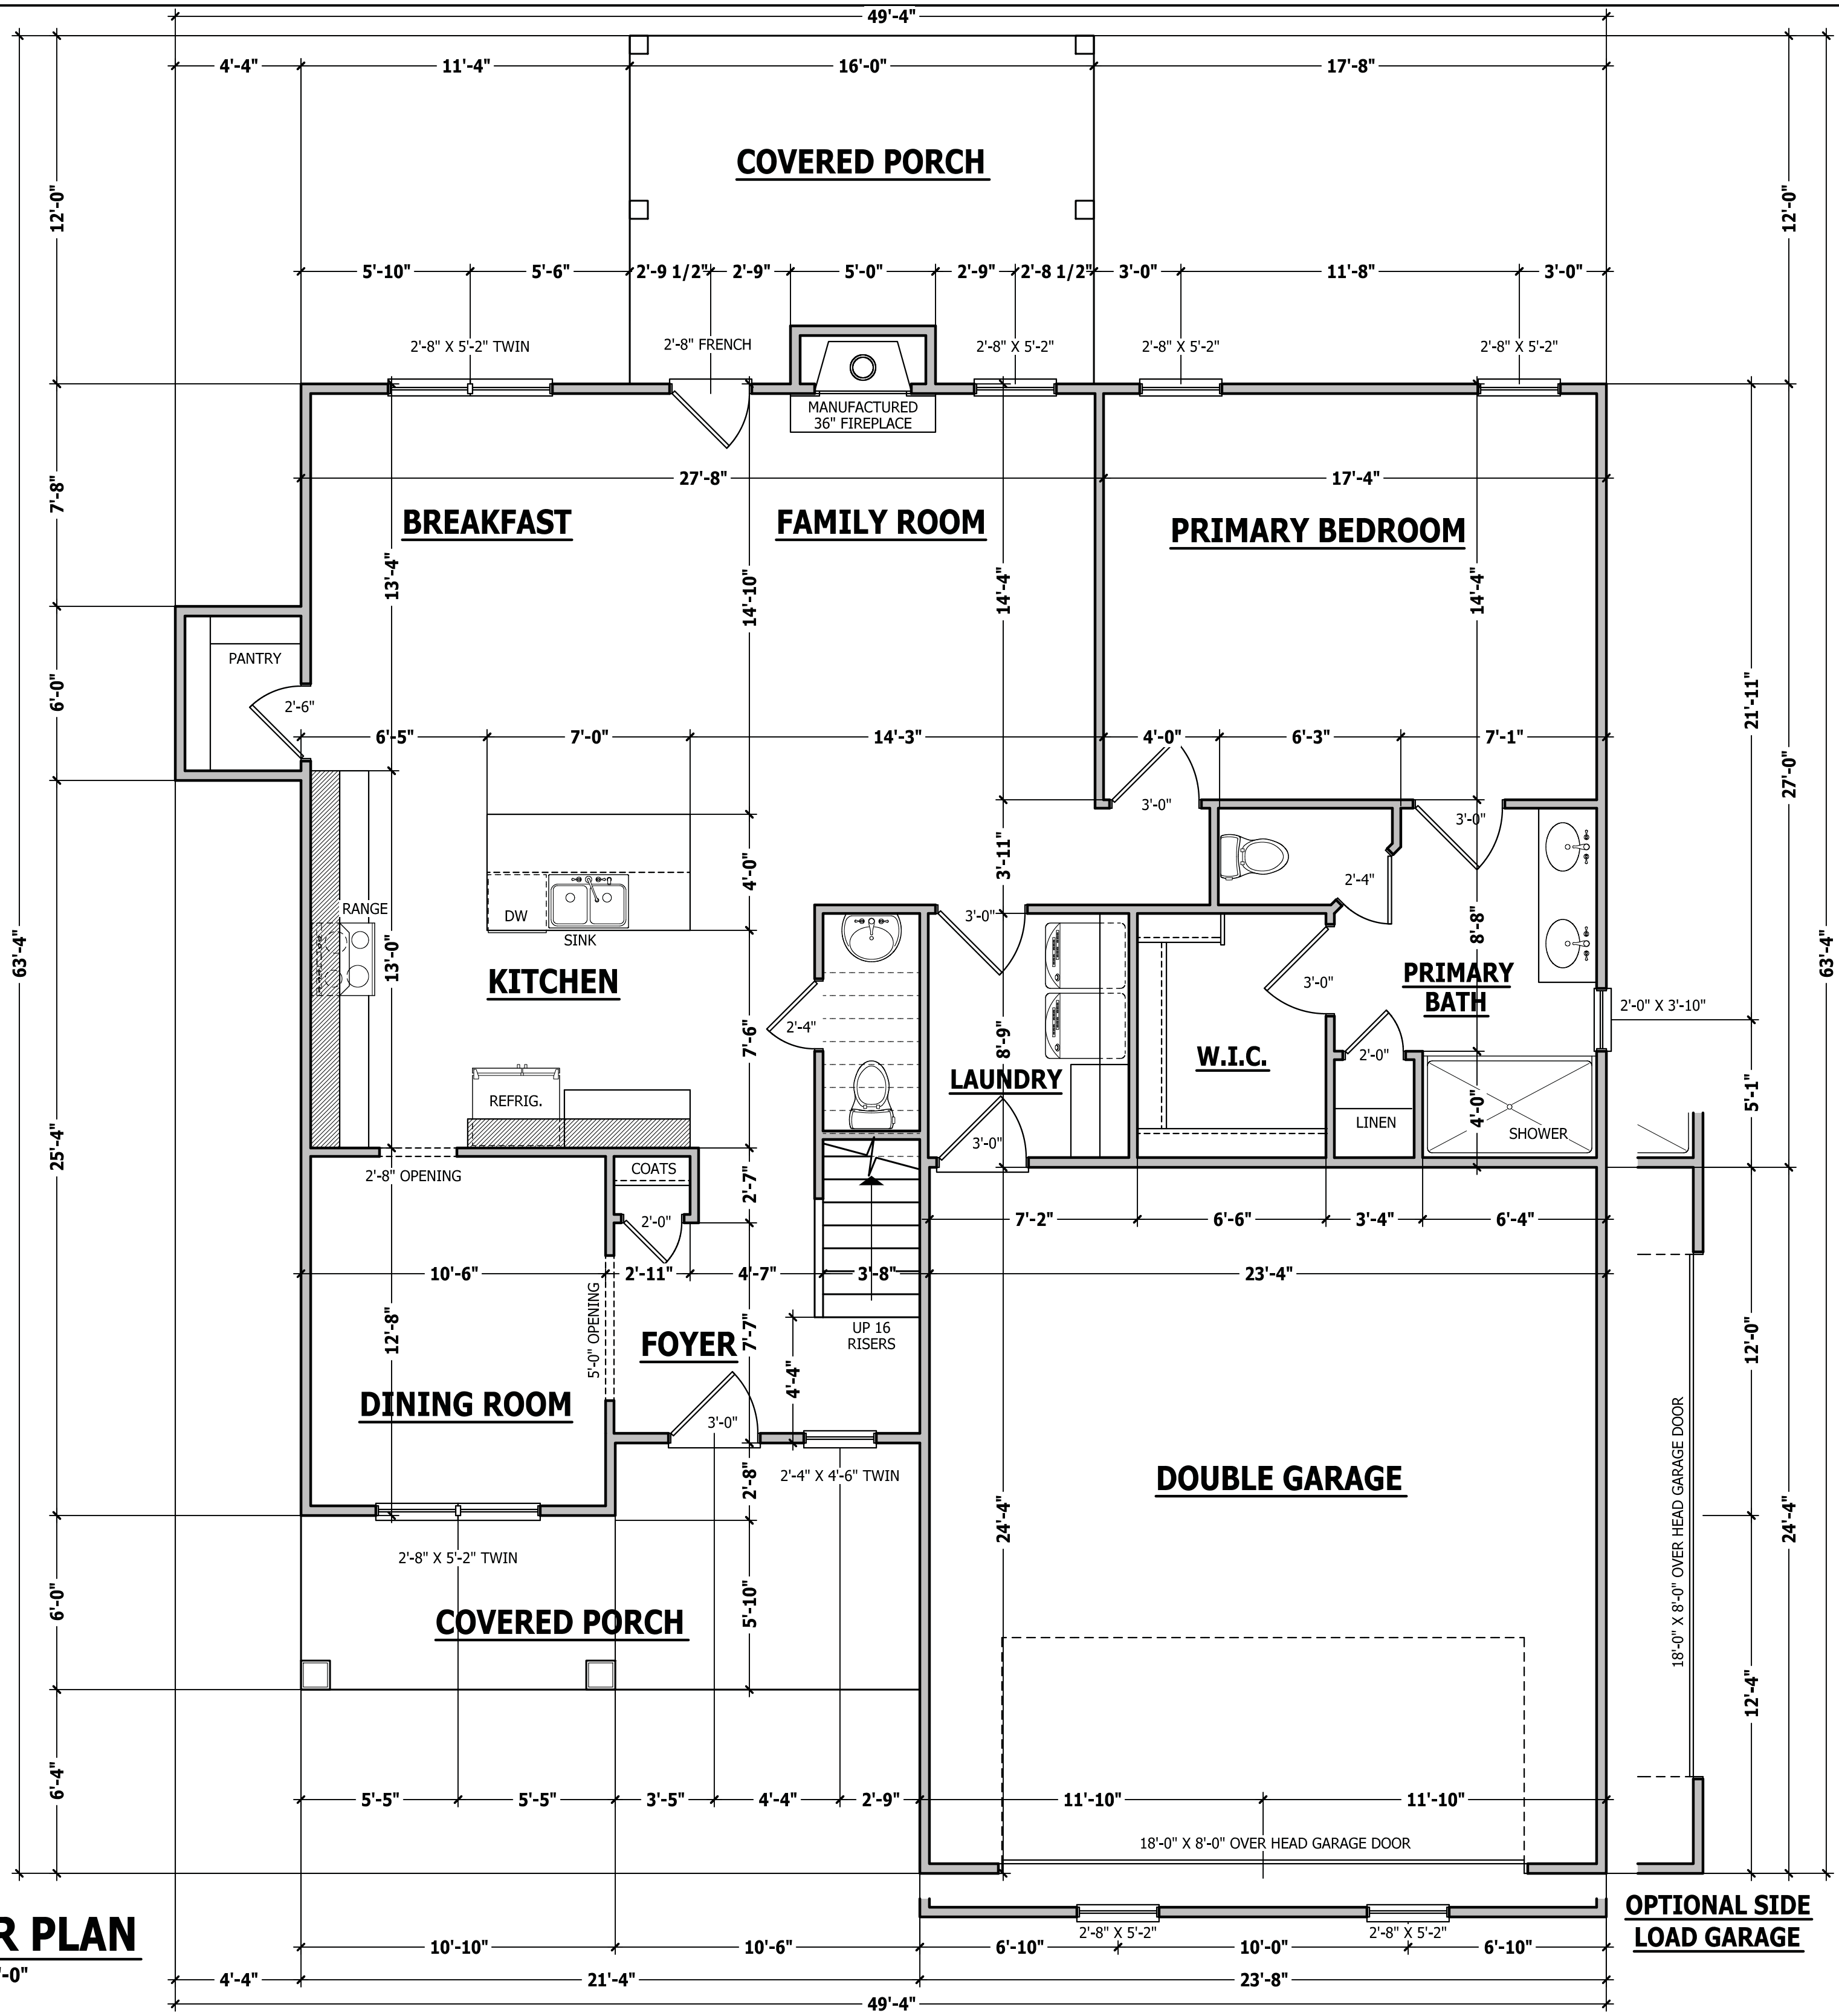 49'-4"
4'-4"
11'-4"
16'-0"
17'-8"
COVERED PORCH
12'-0"
12'-0"
5'-10"
5'-6"
2'-9 1/2"
2'-9"
5'-0"
2'-9"
2'-8 1/2"
3'-0"
11'-8"
3'-0"
2'-8" X 5'-2" TWIN
2'-8" FRENCH
2'-8" X 5'-2"
2'-8" X 5'-2"
2'-8" X 5'-2"
MANUFACTURED
36" FIREPLACE
7'-8"
27'-8"
17'-4"
BREAKFAST
FAMILY ROOM
PRIMARY BEDROOM
13'-4"
14'-10"
14'-4"
14'-4"
PANTRY
6'-0"
2'-6"
21'-11"
27'-0"
6'-5"
7'-0"
14'-3"
4'-0"
6'-3"
7'-1"
3'-0"
3'-0"
4'-0"
3'-11"
2'-4"
RANGE
DW
SINK
3'-0"
8'-8"
63'-4"
13'-0"
63'-4"
KITCHEN
PRIMARY
BATH
3'-0"
2'-0" X 3'-10"
2'-4"
7'-6"
8'-9"
W.I.C.
2'-0"
LAUNDRY
REFRIG.
5'-1"
4'-0"
LINEN
SHOWER
3'-0"
25'-4"
2'-8" OPENING
COATS
2'-7"
2'-0"
7'-2"
6'-6"
3'-4"
6'-4"
10'-6"
2'-11"
4'-7"
3'-8"
23'-4"
5'-0" OPENING
UP 16
RISERS
12'-8"
FOYER
7'-7"
4'-4"
12'-0"
DINING ROOM
3'-0"
2'-4" X 4'-6" TWIN
2'-8"
DOUBLE GARAGE
18'-0" X 8'-0" OVER HEAD GARAGE DOOR
24'-4"
24'-4"
2'-8" X 5'-2" TWIN
6'-0"
5'-10"
COVERED PORCH
12'-4"
6'-4"
5'-5"
5'-5"
3'-5"
4'-4"
2'-9"
11'-10"
11'-10"
18'-0" X 8'-0" OVER HEAD GARAGE DOOR
OPTIONAL SIDE
LOAD GARAGE
2'-8" X 5'-2"
2'-8" X 5'-2"
R PLAN
'-0"
10'-10"
10'-6"
6'-10"
10'-0"
6'-10"
4'-4"
21'-4"
23'-8"
49'-4"